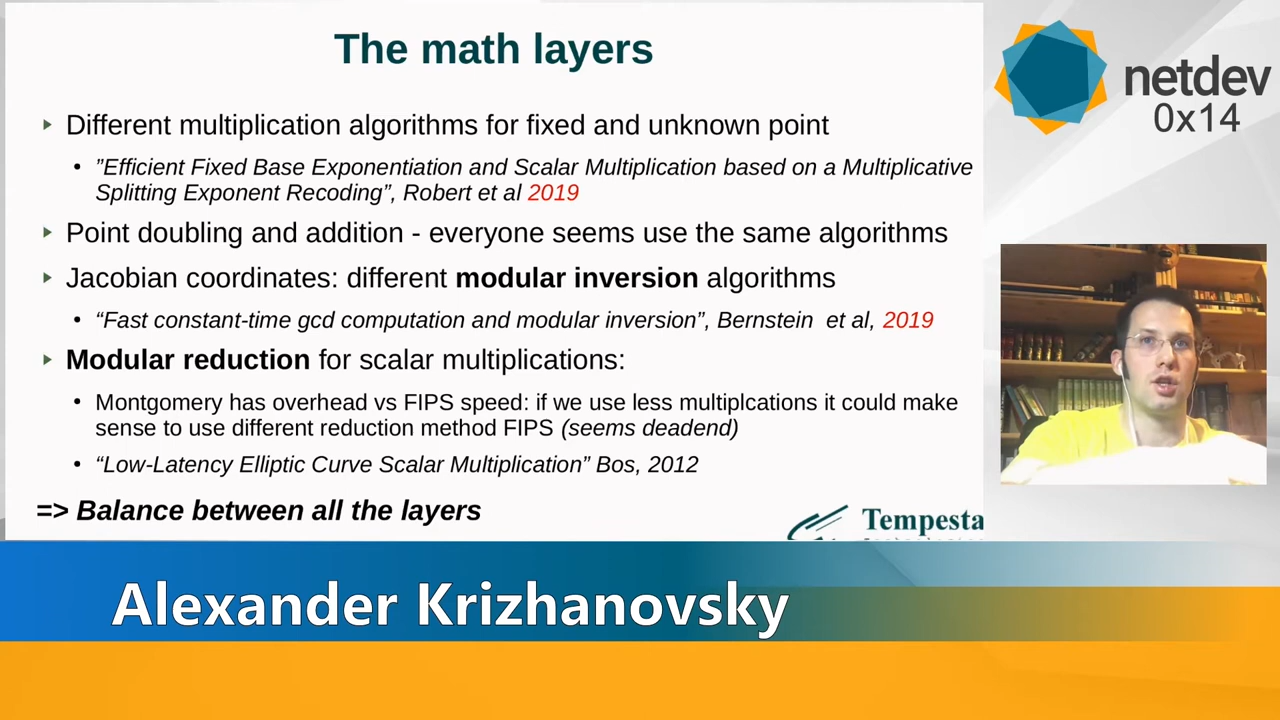 The math layers
Different multiplication algorithms for fixed and unknown point
”Efficient Fixed Base Exponentiation and Scalar Multiplication based on a Multiplicative
Splitting Exponent Recoding”, Robert et al 2019
Point doubling and addition - everyone seems use the same algorithms
Jacobian coordinates: different modular inversion algorithms
“Fast constant-time gcd computation and modular inversion”, Bernstein et al, 2019
Modular reduction for scalar multiplications:
Montgomery has overhead vs FIPS speed: if we use less multiplcations it could make
sense to use different reduction method FIPS (seems deadend)
“Low-Latency Elliptic Curve Scalar Multiplication” Bos, 2012
=> Balance between all the layers
Tempesta
netdev
0x14
Alexander Krizhanovsky